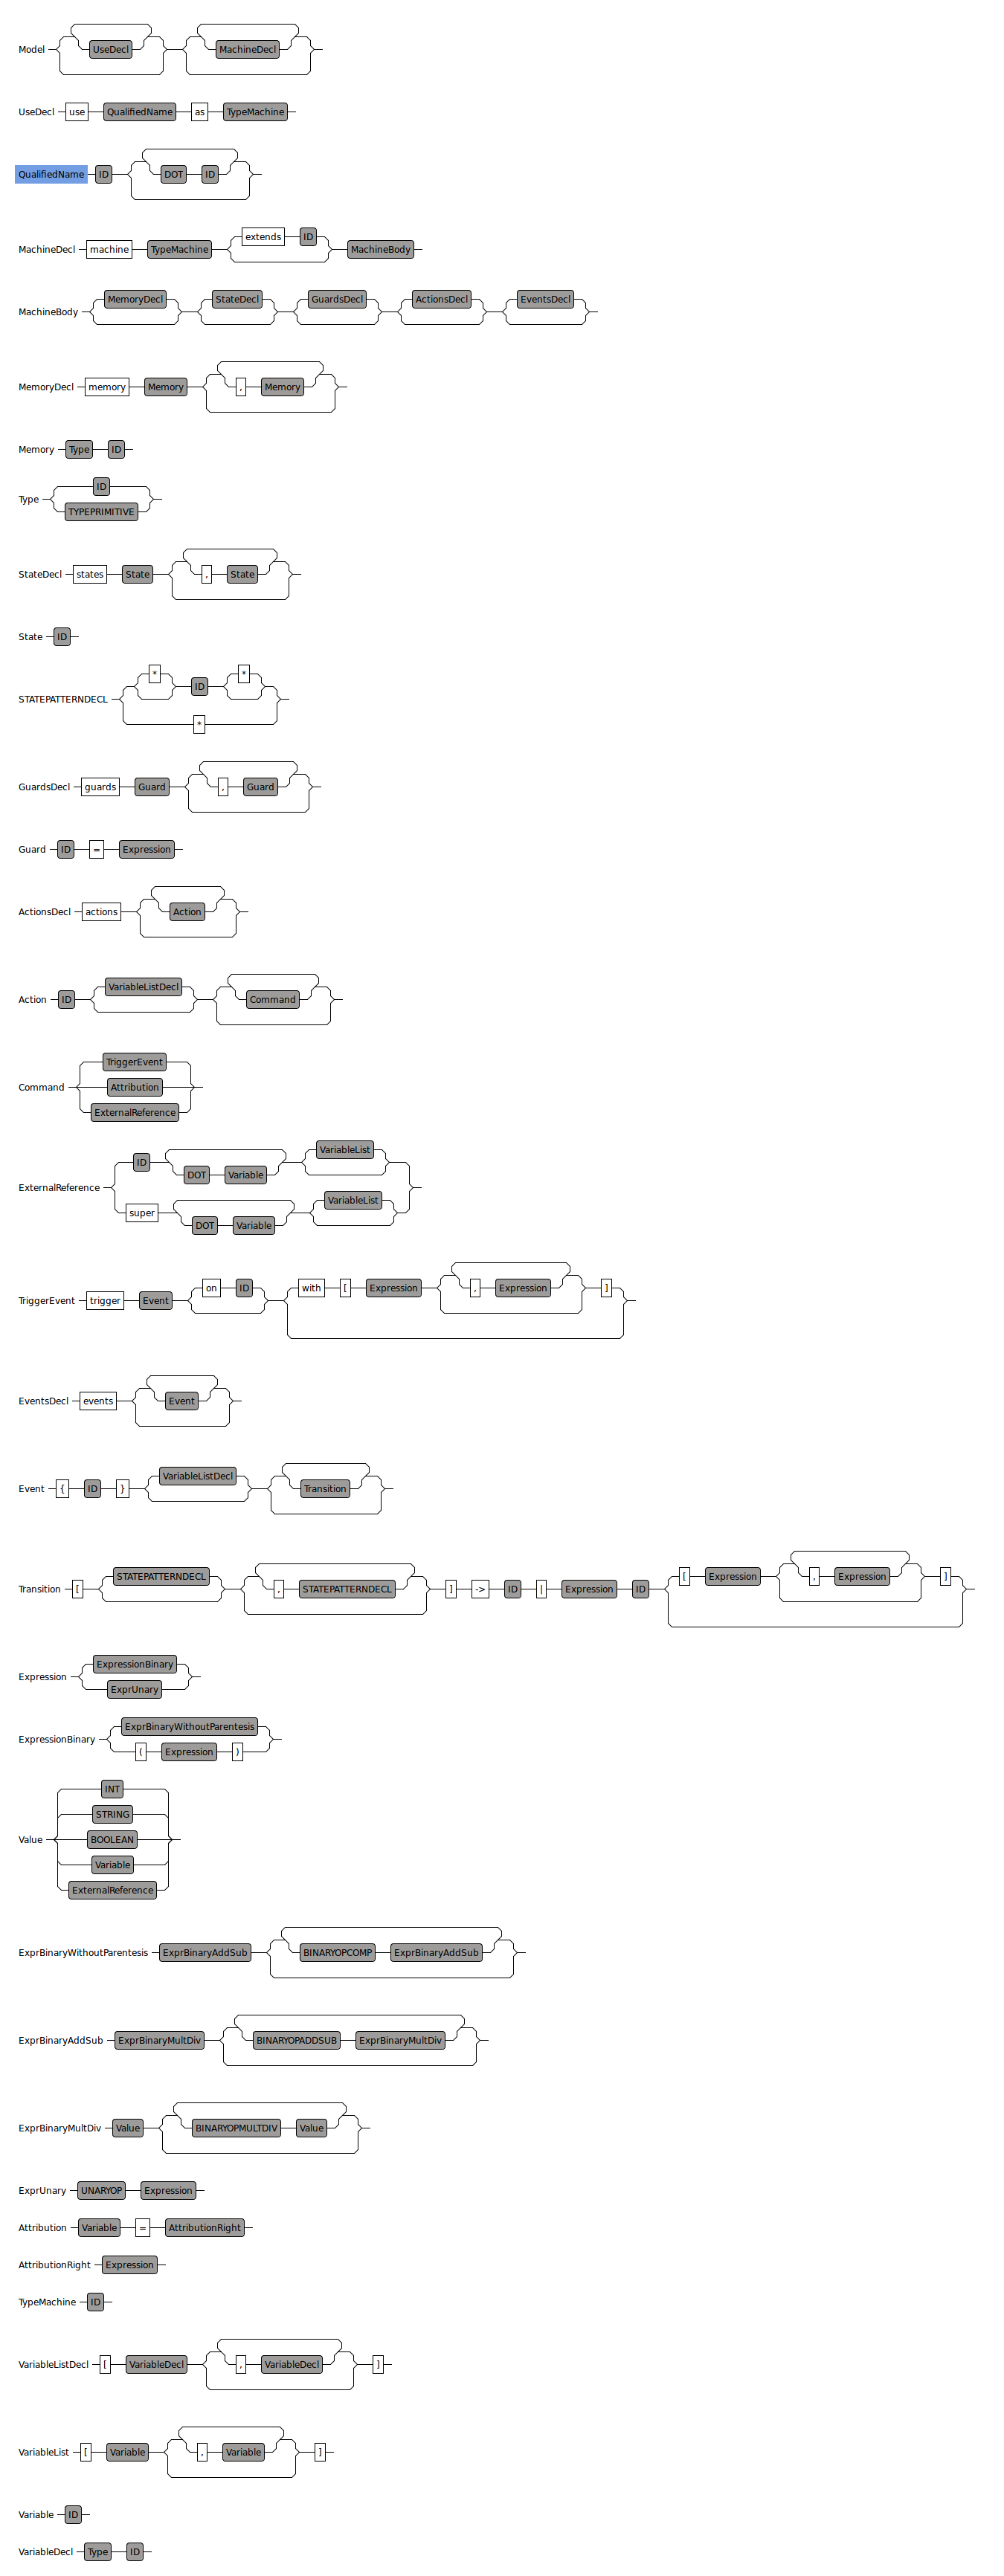 Model UseDecl MachineDecl
UseDecl use QualifiedName as TypeMachine
QualifiedName ID DOT ID
MachineDecl machine TypeMachine extends ID MachineBody
MachineBody MemoryDecl StateDecl GuardsDecl ActionsDecl EventsDecl
MemoryDecl memory Memory , Memory
Memory Type ID
Type ID
TYPEPRIMITIVE
StateDecl states State , State
State ID
STATEPATTERNDECL * ID *
*
GuardsDecl guards Guard , Guard
Guard ID = Expression
ActionsDecl actions Action
Action ID VariableListDecl Command
Command TriggerEvent
Attribution
ExternalReference
ExternalReference ID DOT Variable VariableList
super DOT Variable VariableList
TriggerEvent trigger Event on ID with [ Expression , Expression ]
EventsDecl events Event
Event { ID } VariableListDecl Transition
Transition [ STATEPATTERNDECL , STATEPATTERNDECL ] -> ID | Expression ID [ Expression , Expression ]
Expression ExpressionBinary
ExprUnary
ExpressionBinary ExprBinaryWithoutParentesis
( Expression )
Value INT
STRING
BOOLEAN
Variable
ExternalReference
ExprBinaryWithoutParentesis ExprBinaryAddSub BINARYOPCOMP ExprBinaryAddSub
ExprBinaryAddSub ExprBinaryMultDiv BINARYOPADDSUB ExprBinaryMultDiv
ExprBinaryMultDiv Value BINARYOPMULTDIV Value
ExprUnary UNARYOP Expression
Attribution Variable = AttributionRight
AttributionRight Expression
TypeMachine ID
VariableListDecl [ VariableDecl , VariableDecl ]
VariableList [ Variable , Variable ]
Variable ID
VariableDecl Type ID